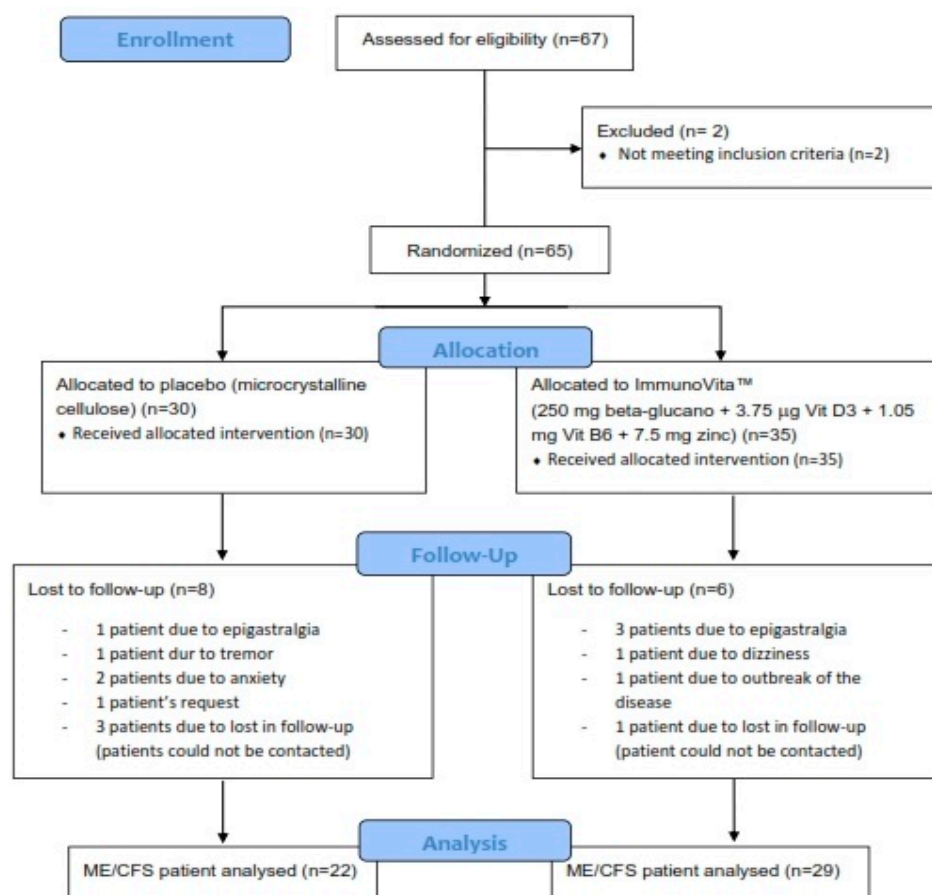 Enrollment
Assessed for eligibility (n=67)
Excluded (n= 2)
♦ Not meeting inclusion criteria (n=2)
Randomized (n=65)
Allocation
Allocated to placebo (microcrystalline
cellulose) (n=30)
♦ Received allocated intervention (n=30)
Allocated to ImmunoVita™
(250 mg beta-glucano + 3.75 µg Vit D3 + 1.05
mg Vit B6 + 7.5 mg zinc) (n=35)
♦ Received allocated intervention (n=35)
Follow-Up
Lost to follow-up (n=8)
- 1 patient due to epigastralgia
- 1 patient dur to tremor
- 2 patients due to anxiety
- 1 patient's request
- 3 patients due to lost in follow-up
(patients could not be contacted)
Lost to follow-up (n=6)
- 3 patients due to epigastralgia
- 1 patient due to dizziness
- 1 patient due to outbreak of the
disease
- 1 patient due to lost in follow-up
(patient could not be contacted)
Analysis
ME/CFS patient analysed (n=22)
ME/CFS patient analysed (n=29)